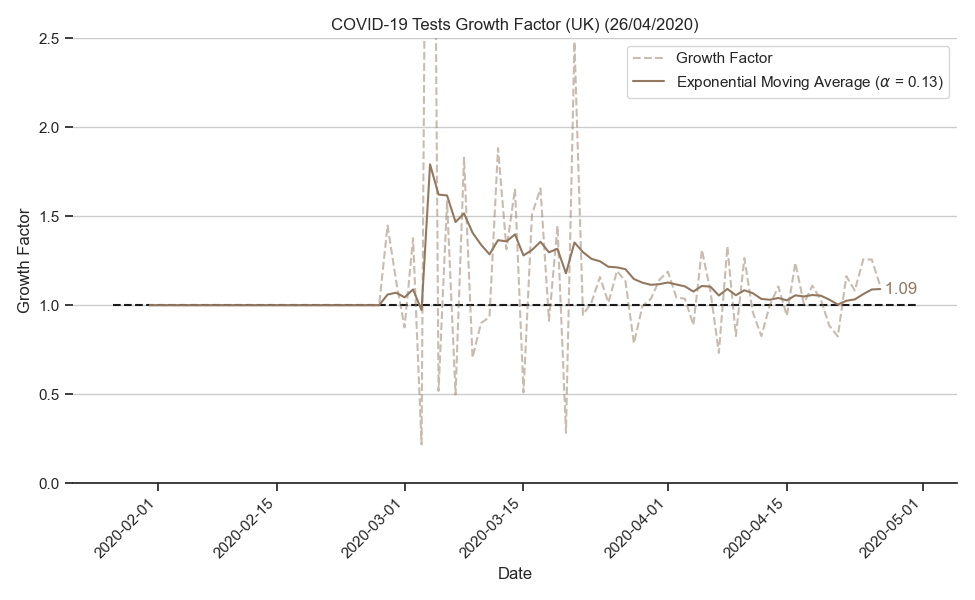 COVID-19 Tests Growth Factor (UK) (26/04/2020)
Growth Factor
Exponential Moving Average (α = 0.13)
2.5
2.0
1.5
1.0
0.5
0.0
Growth Factor
1.09
2020-02-01
2020-02-15
2020-03-01
2020-03-15
2020-04-01
2020-04-15
2020-05-01
Date